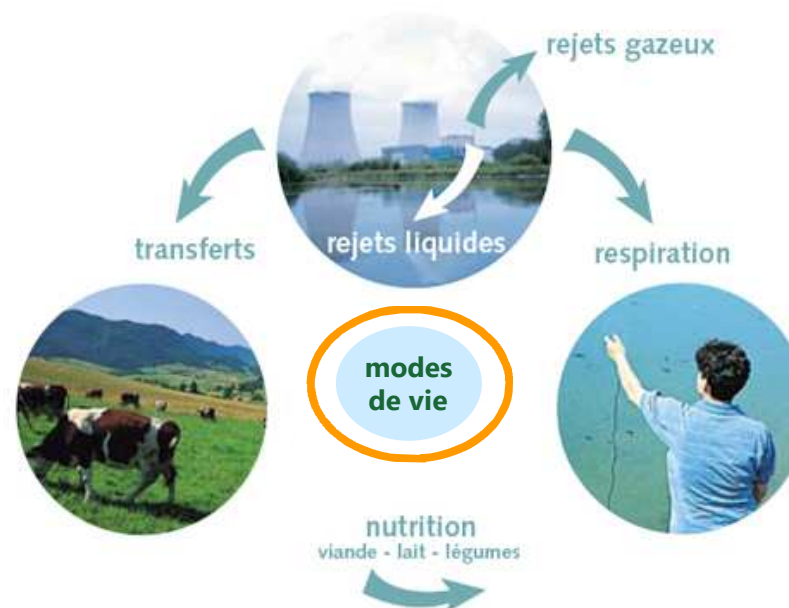 rejets gazeux
rejets liquides
transferts
respiration
modes
de vie
nutrition
viande - lait - légumes